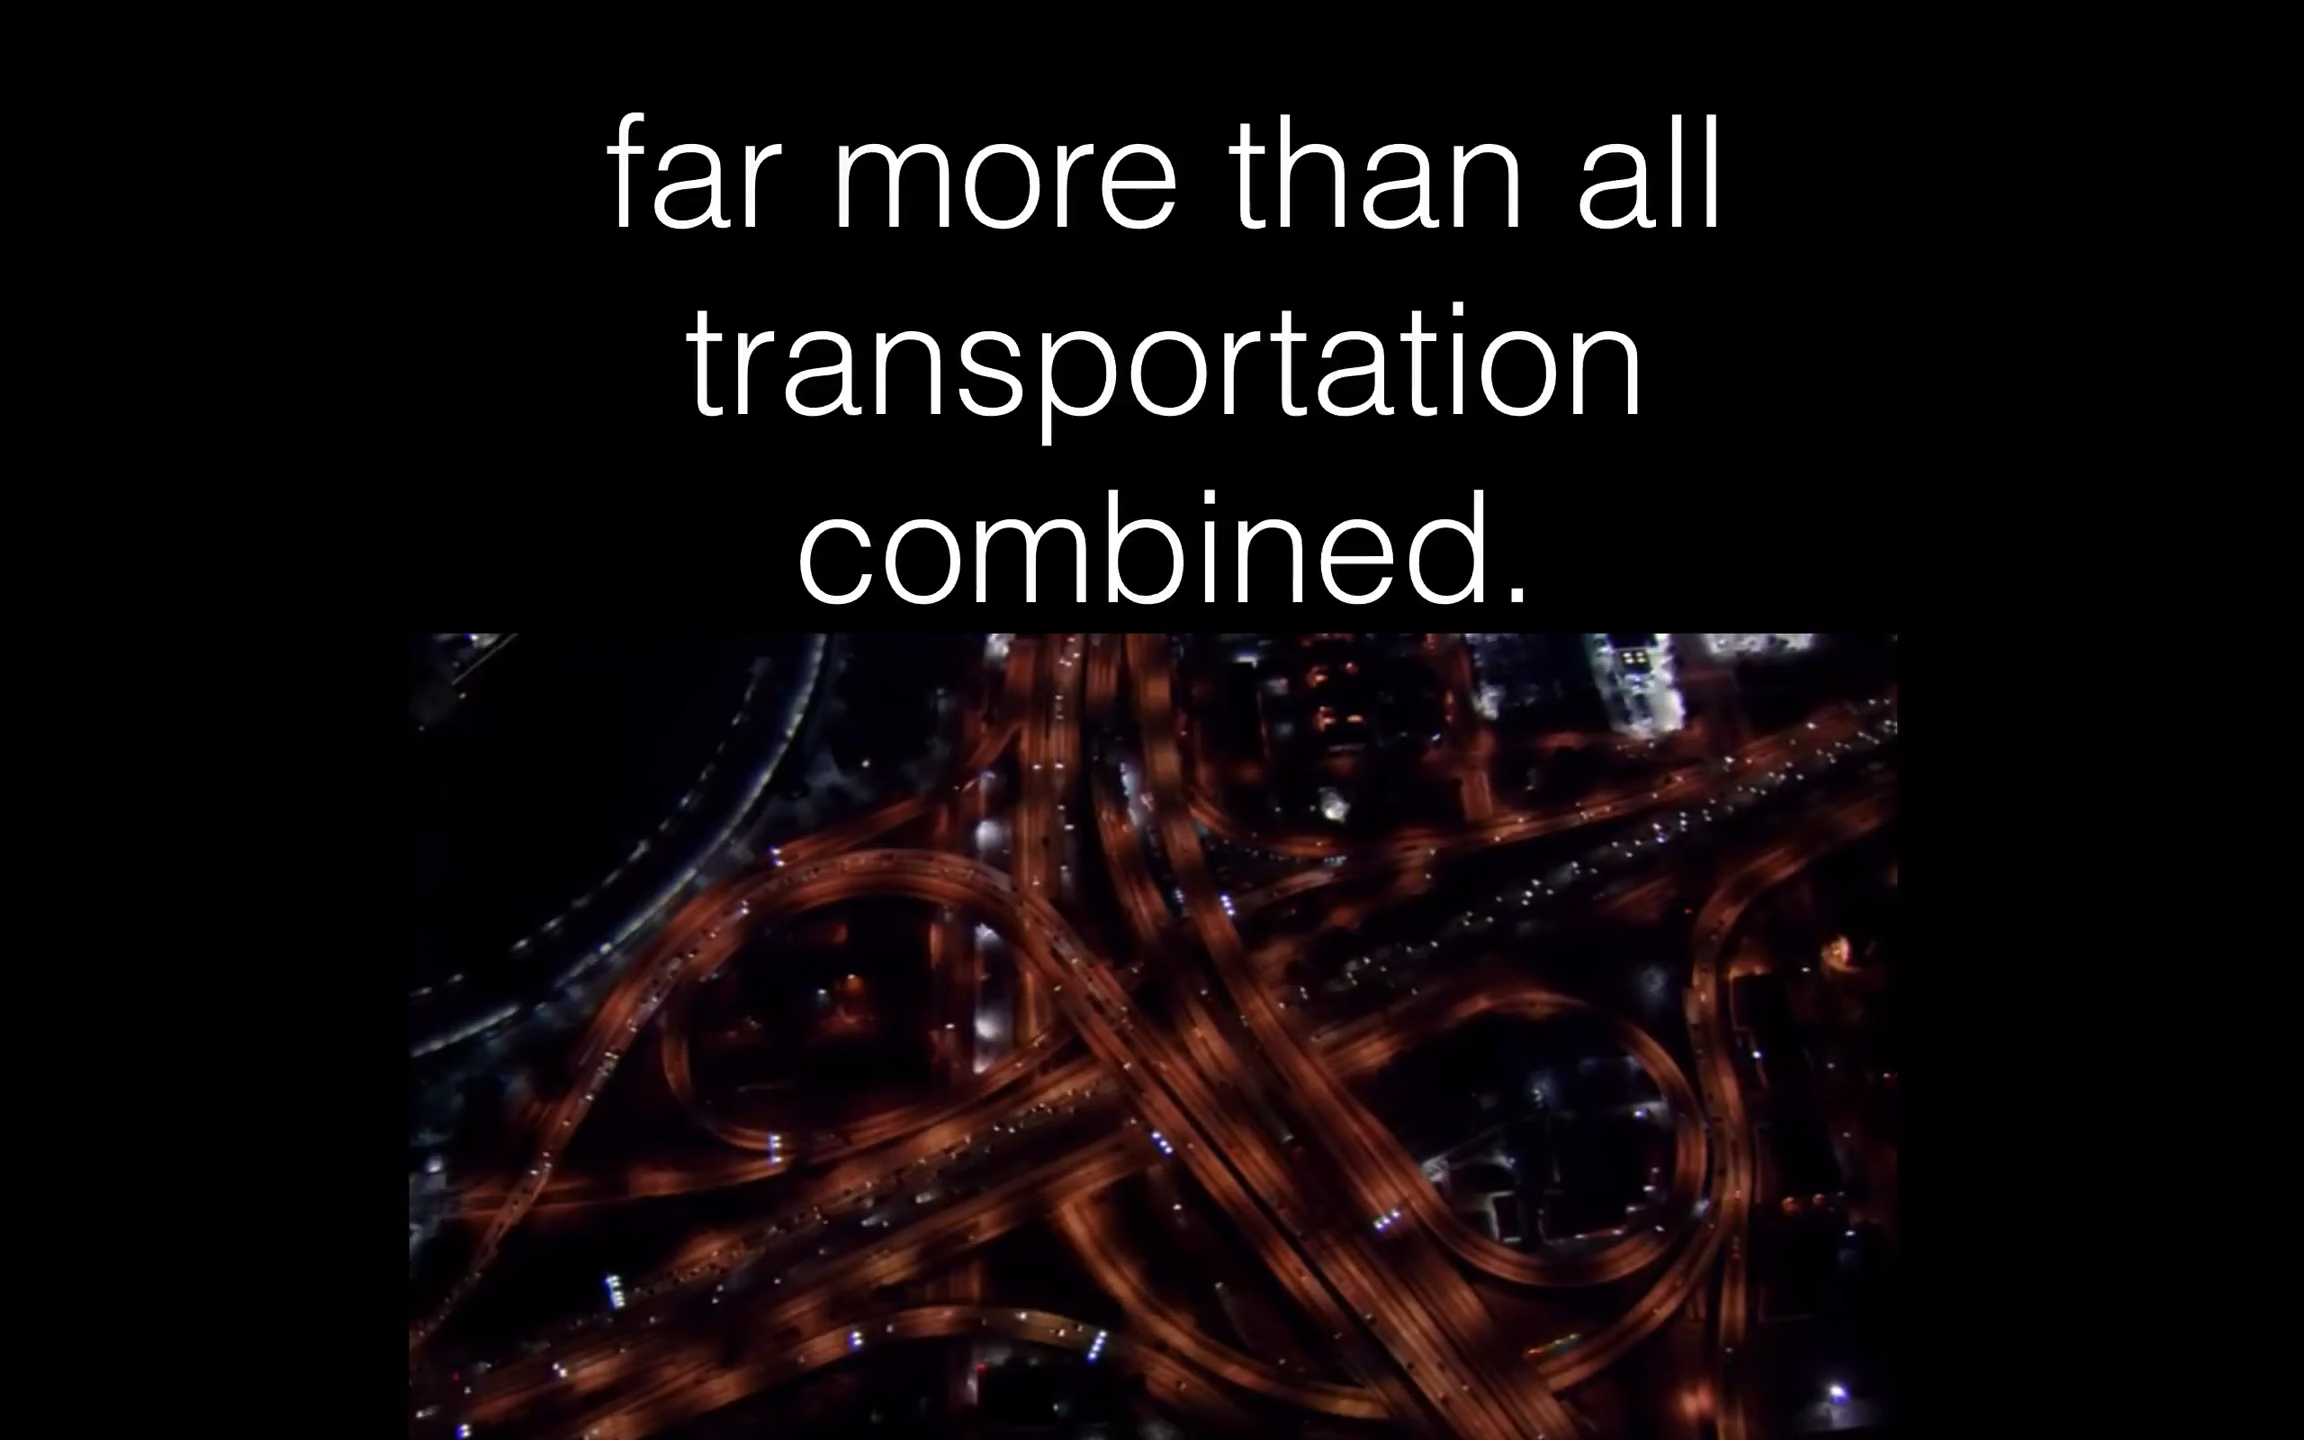 far more than all
transportation
combined.